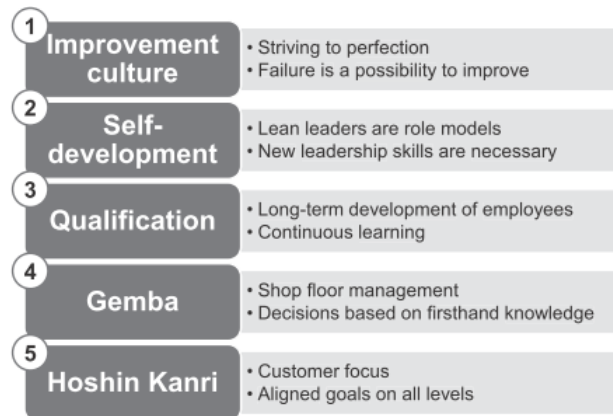 1
Improvement
culture
• Striving to perfection
• Failure is a possibility to improve
2
Self-
development
• Lean leaders are role models
• New leadership skills are necessary
3
Qualification
• Long-term development of employees
• Continuous learning
4
Gemba
• Shop floor management
• Decisions based on firsthand knowledge
5
Hoshin Kanri
• Customer focus
• Aligned goals on all levels